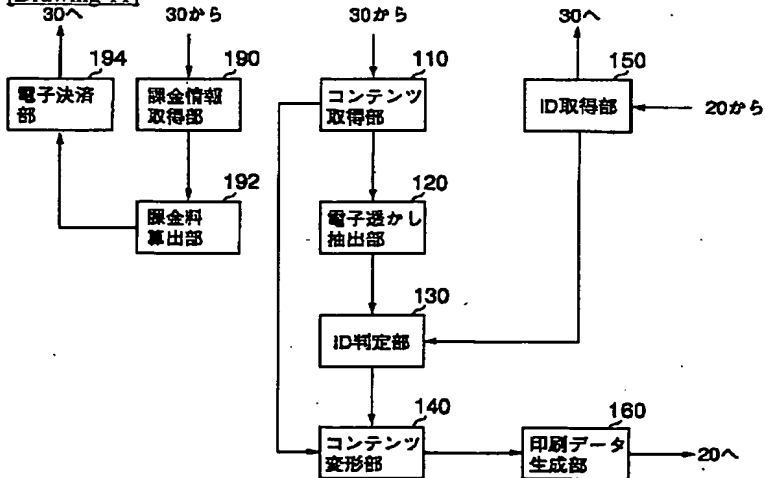 [Drawing 11]
30へ
30から
30から
30へ
194
電子決済
部
190
課金情報
取得部
110
コンテンツ
取得部
150
ID取得部
20から
192
課金料
算出部
120
電子透かし
抽出部
130
ID判定部
140
コンテンツ
変形部
160
印刷データ
生成部
20へ